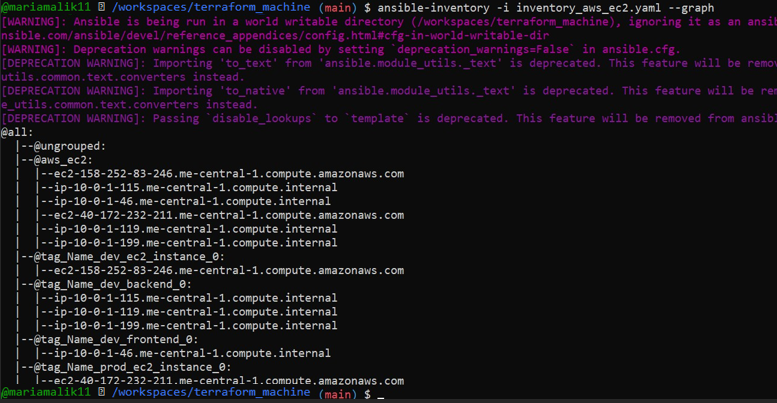 @mariamalik11 /workspaces/terraform_machine (main) $ ansible-inventory -i inventory_aws_ec2.yaml --graph
[WARNING]: Ansible is being run in a world writable directory (/workspaces/terraform_machine), ignoring it as an ansib
nsible.com/ansible/devel/reference_appendices/config.html#cfg-in-world-writable-dir
[WARNING]: Deprecation warnings can be disabled by setting `deprecation_warnings=False` in ansible.cfg.
[DEPRECATION WARNING]: Importing 'to_text' from 'ansible.module_utils._text' is deprecated. This feature will be remov
utils.common.text.converters instead.
[DEPRECATION WARNING]: Importing 'to_native' from 'ansible.module_utils._text' is deprecated. This feature will be rem
e_utils.common.text.converters instead.
[DEPRECATION WARNING]: Passing `disable_lookups` to `template` is deprecated. This feature will be removed from ansibl
@all:
  |--@ungrouped:
  |--@aws_ec2:
  |  |--ec2-158-252-83-246.me-central-1.compute.amazonaws.com
  |  |--ip-10-0-1-115.me-central-1.compute.internal
  |  |--ip-10-0-1-46.me-central-1.compute.internal
  |  |--ec2-40-172-232-211.me-central-1.compute.amazonaws.com
  |  |--ip-10-0-1-119.me-central-1.compute.internal
  |  |--ip-10-0-1-199.me-central-1.compute.internal
  |--@tag_Name_dev_ec2_instance_0:
  |  |--ec2-158-252-83-246.me-central-1.compute.amazonaws.com
  |--@tag_Name_dev_backend_0:
  |  |--ip-10-0-1-115.me-central-1.compute.internal
  |  |--ip-10-0-1-119.me-central-1.compute.internal
  |  |--ip-10-0-1-199.me-central-1.compute.internal
  |--@tag_Name_dev_frontend_0:
  |  |--ip-10-0-1-46.me-central-1.compute.internal
  |--@tag_Name_prod_ec2_instance_0:
  |  |--ec2-40-172-232-211.me-central-1.compute.amazonaws.com
@mariamalik11 /workspaces/terraform_machine (main) $ _